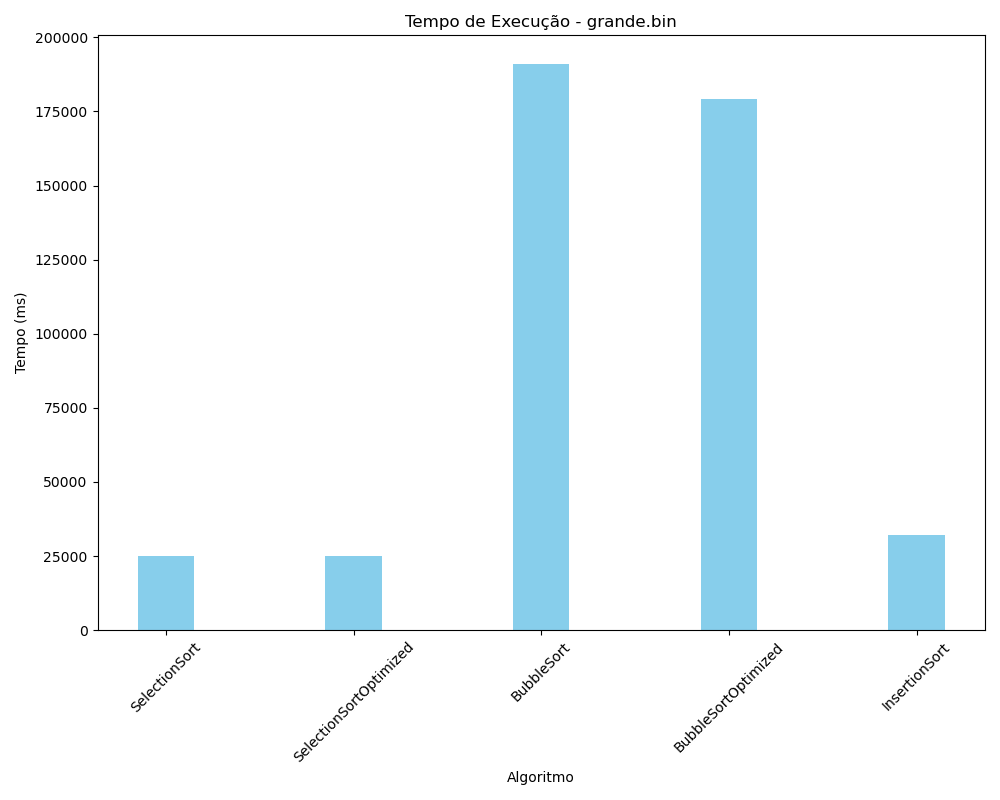 Tempo de Execução - grande.bin
Tempo (ms)
200000
175000
150000
125000
100000
75000
50000
25000
0
SelectionSort
SelectionSortOptimized
BubbleSort
BubbleSortOptimized
InsertionSort
Algoritmo